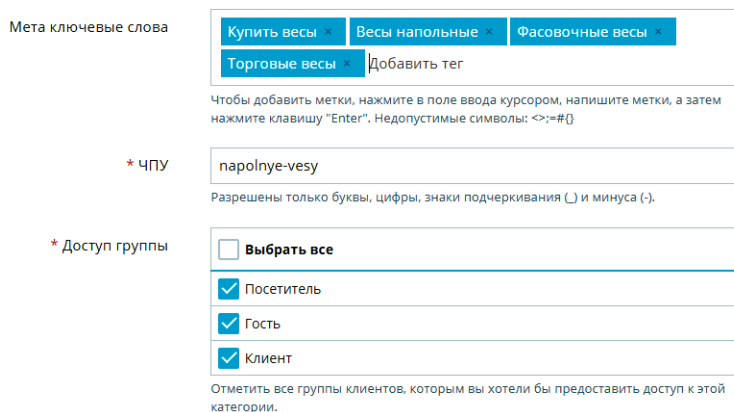 Мета ключевые слова
Купить весы × Весы напольные × Фасовочные весы ×
Торговые весы × Добавить тег
Чтобы добавить метки, нажмите в поле ввода курсором, напишите метки, а затем
нажмите клавишу "Enter". Недопустимые символы: <>;=#{}
* ЧПУ
napolnye-vesy
Разрешены только буквы, цифры, знаки подчеркивания (_) и минуса (-).
* Доступ группы
Выбрать все
Посетитель
Гость
Клиент
Отметить все группы клиентов, которым вы хотели бы предоставить доступ к этой
категории.